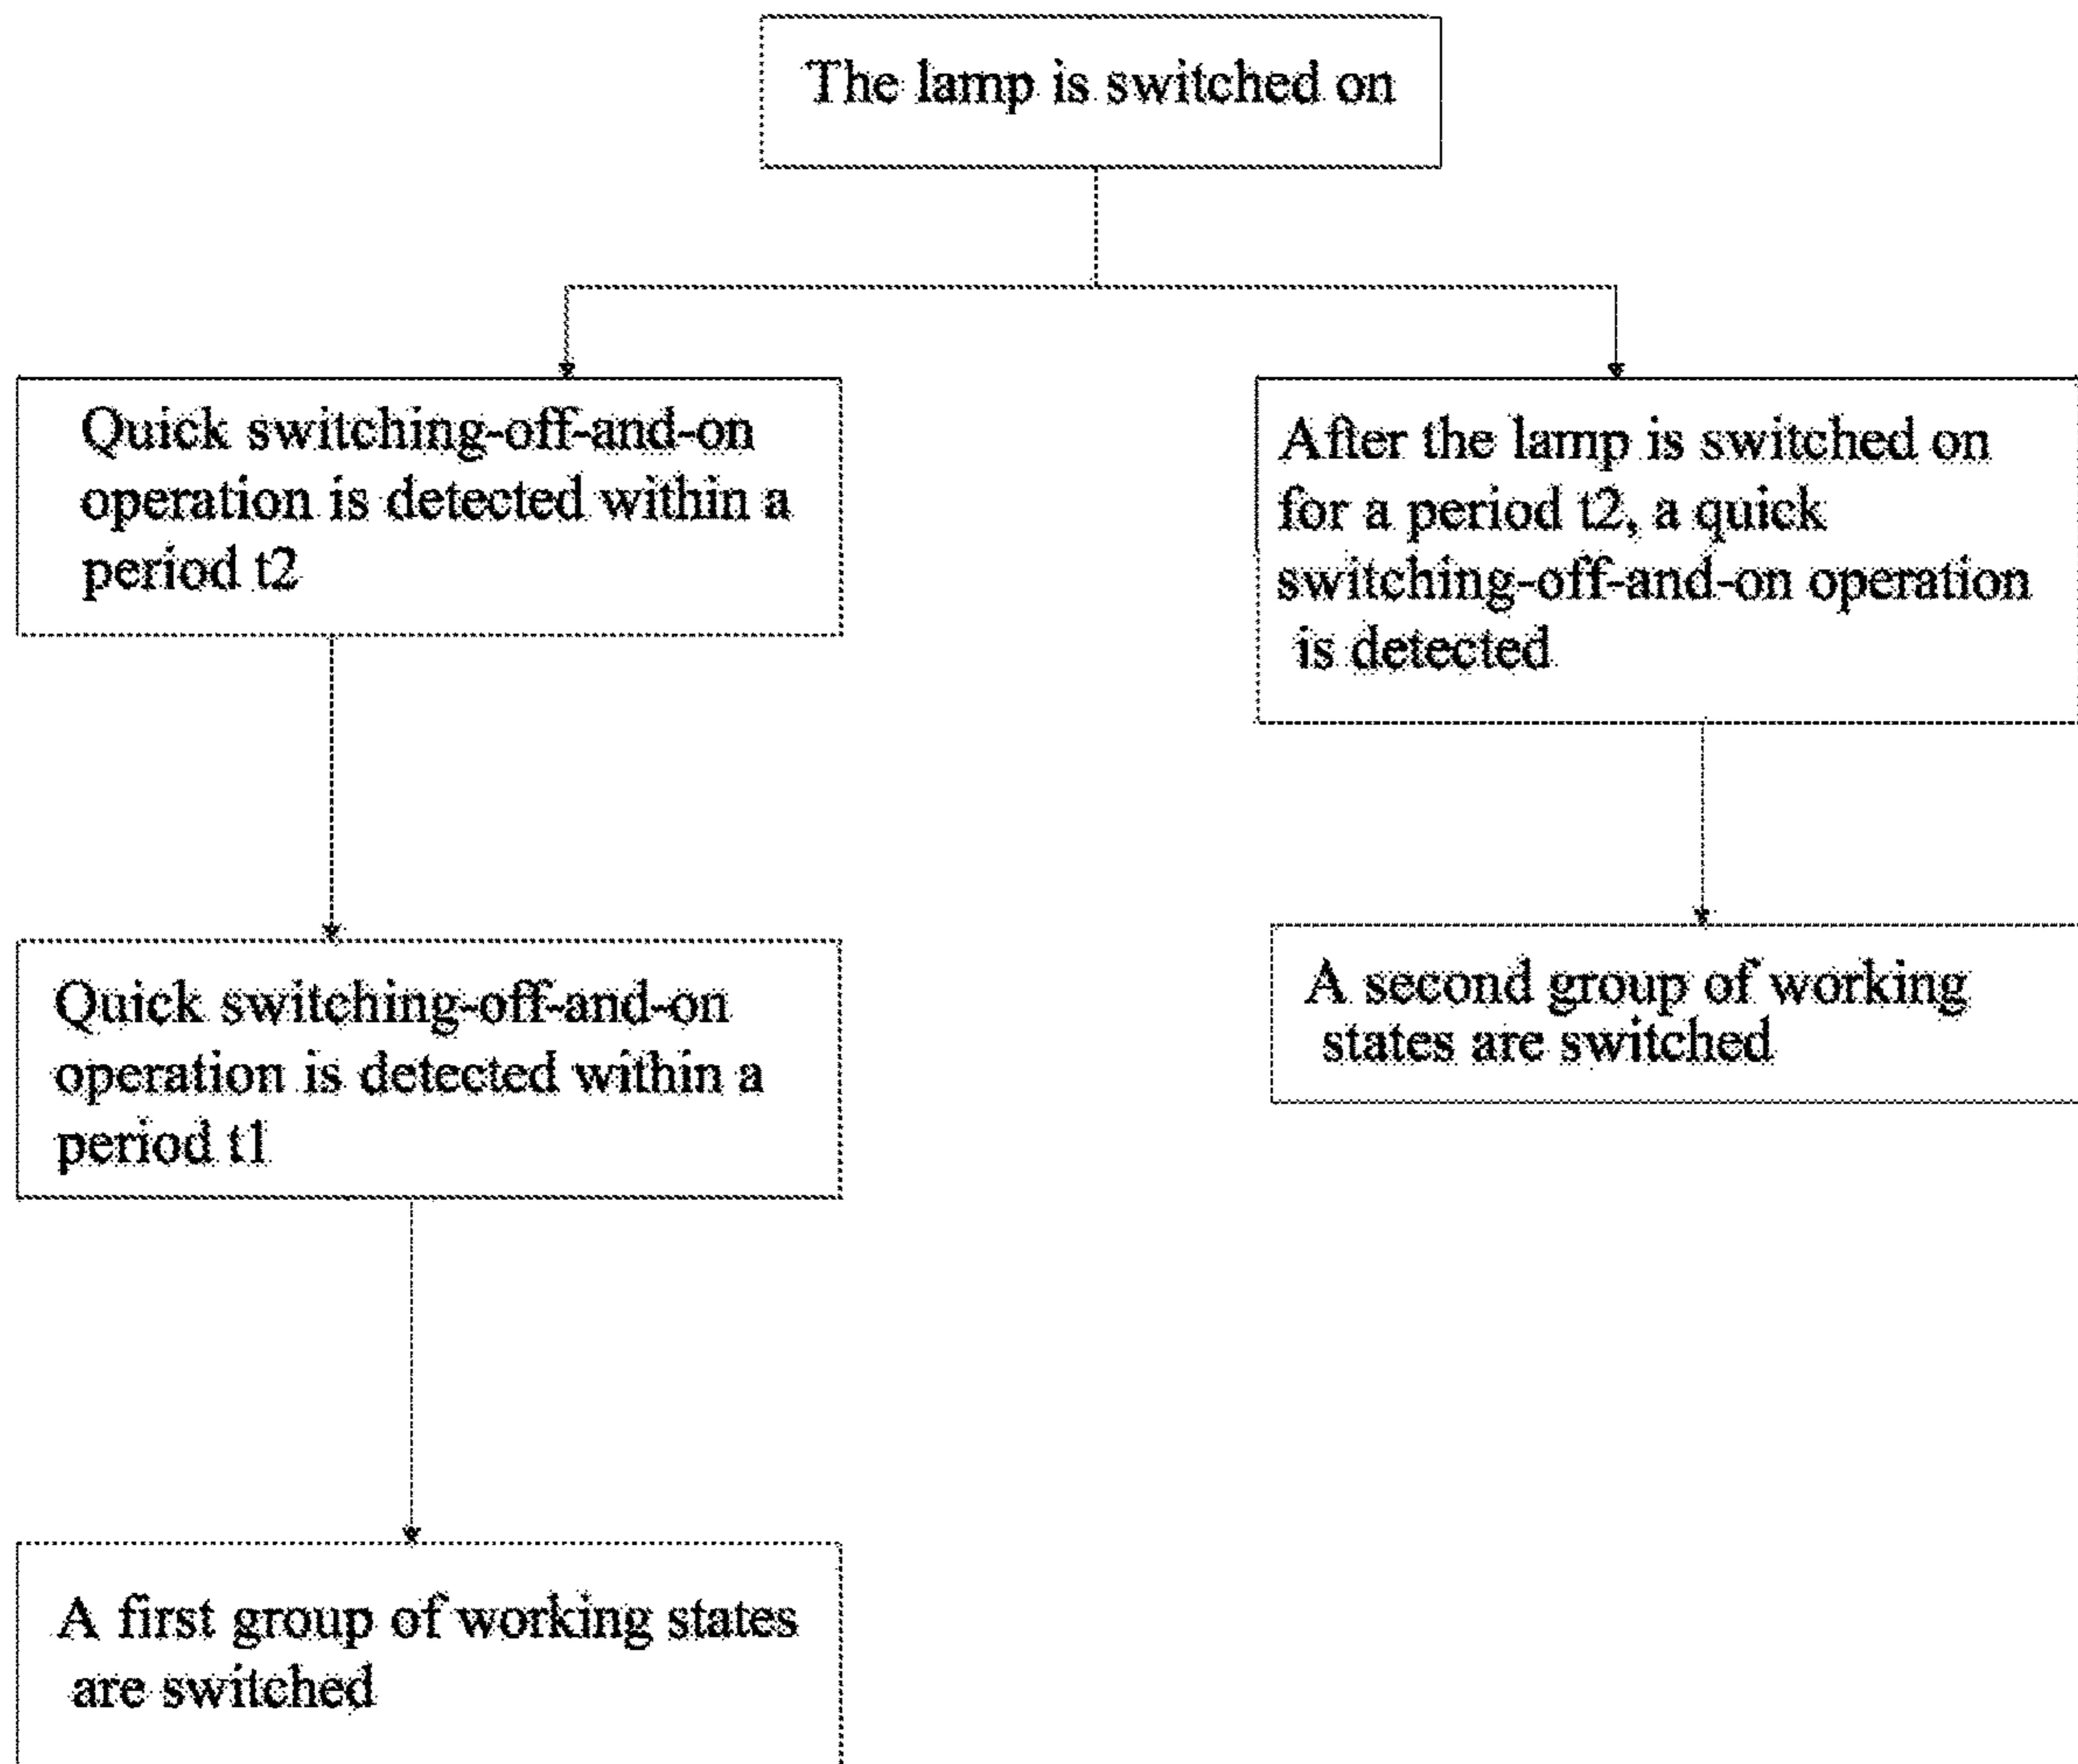 The lamp is switched on
Quick switching-off-and-on
operation is detected within a
period t2
After the lamp is switched on
for a period t2, a quick
switching-off-and-on operation
is detected
Quick switching-off-and-on
operation is detected within a
period t1
A second group of working
states are switched
A first group of working states
are switched